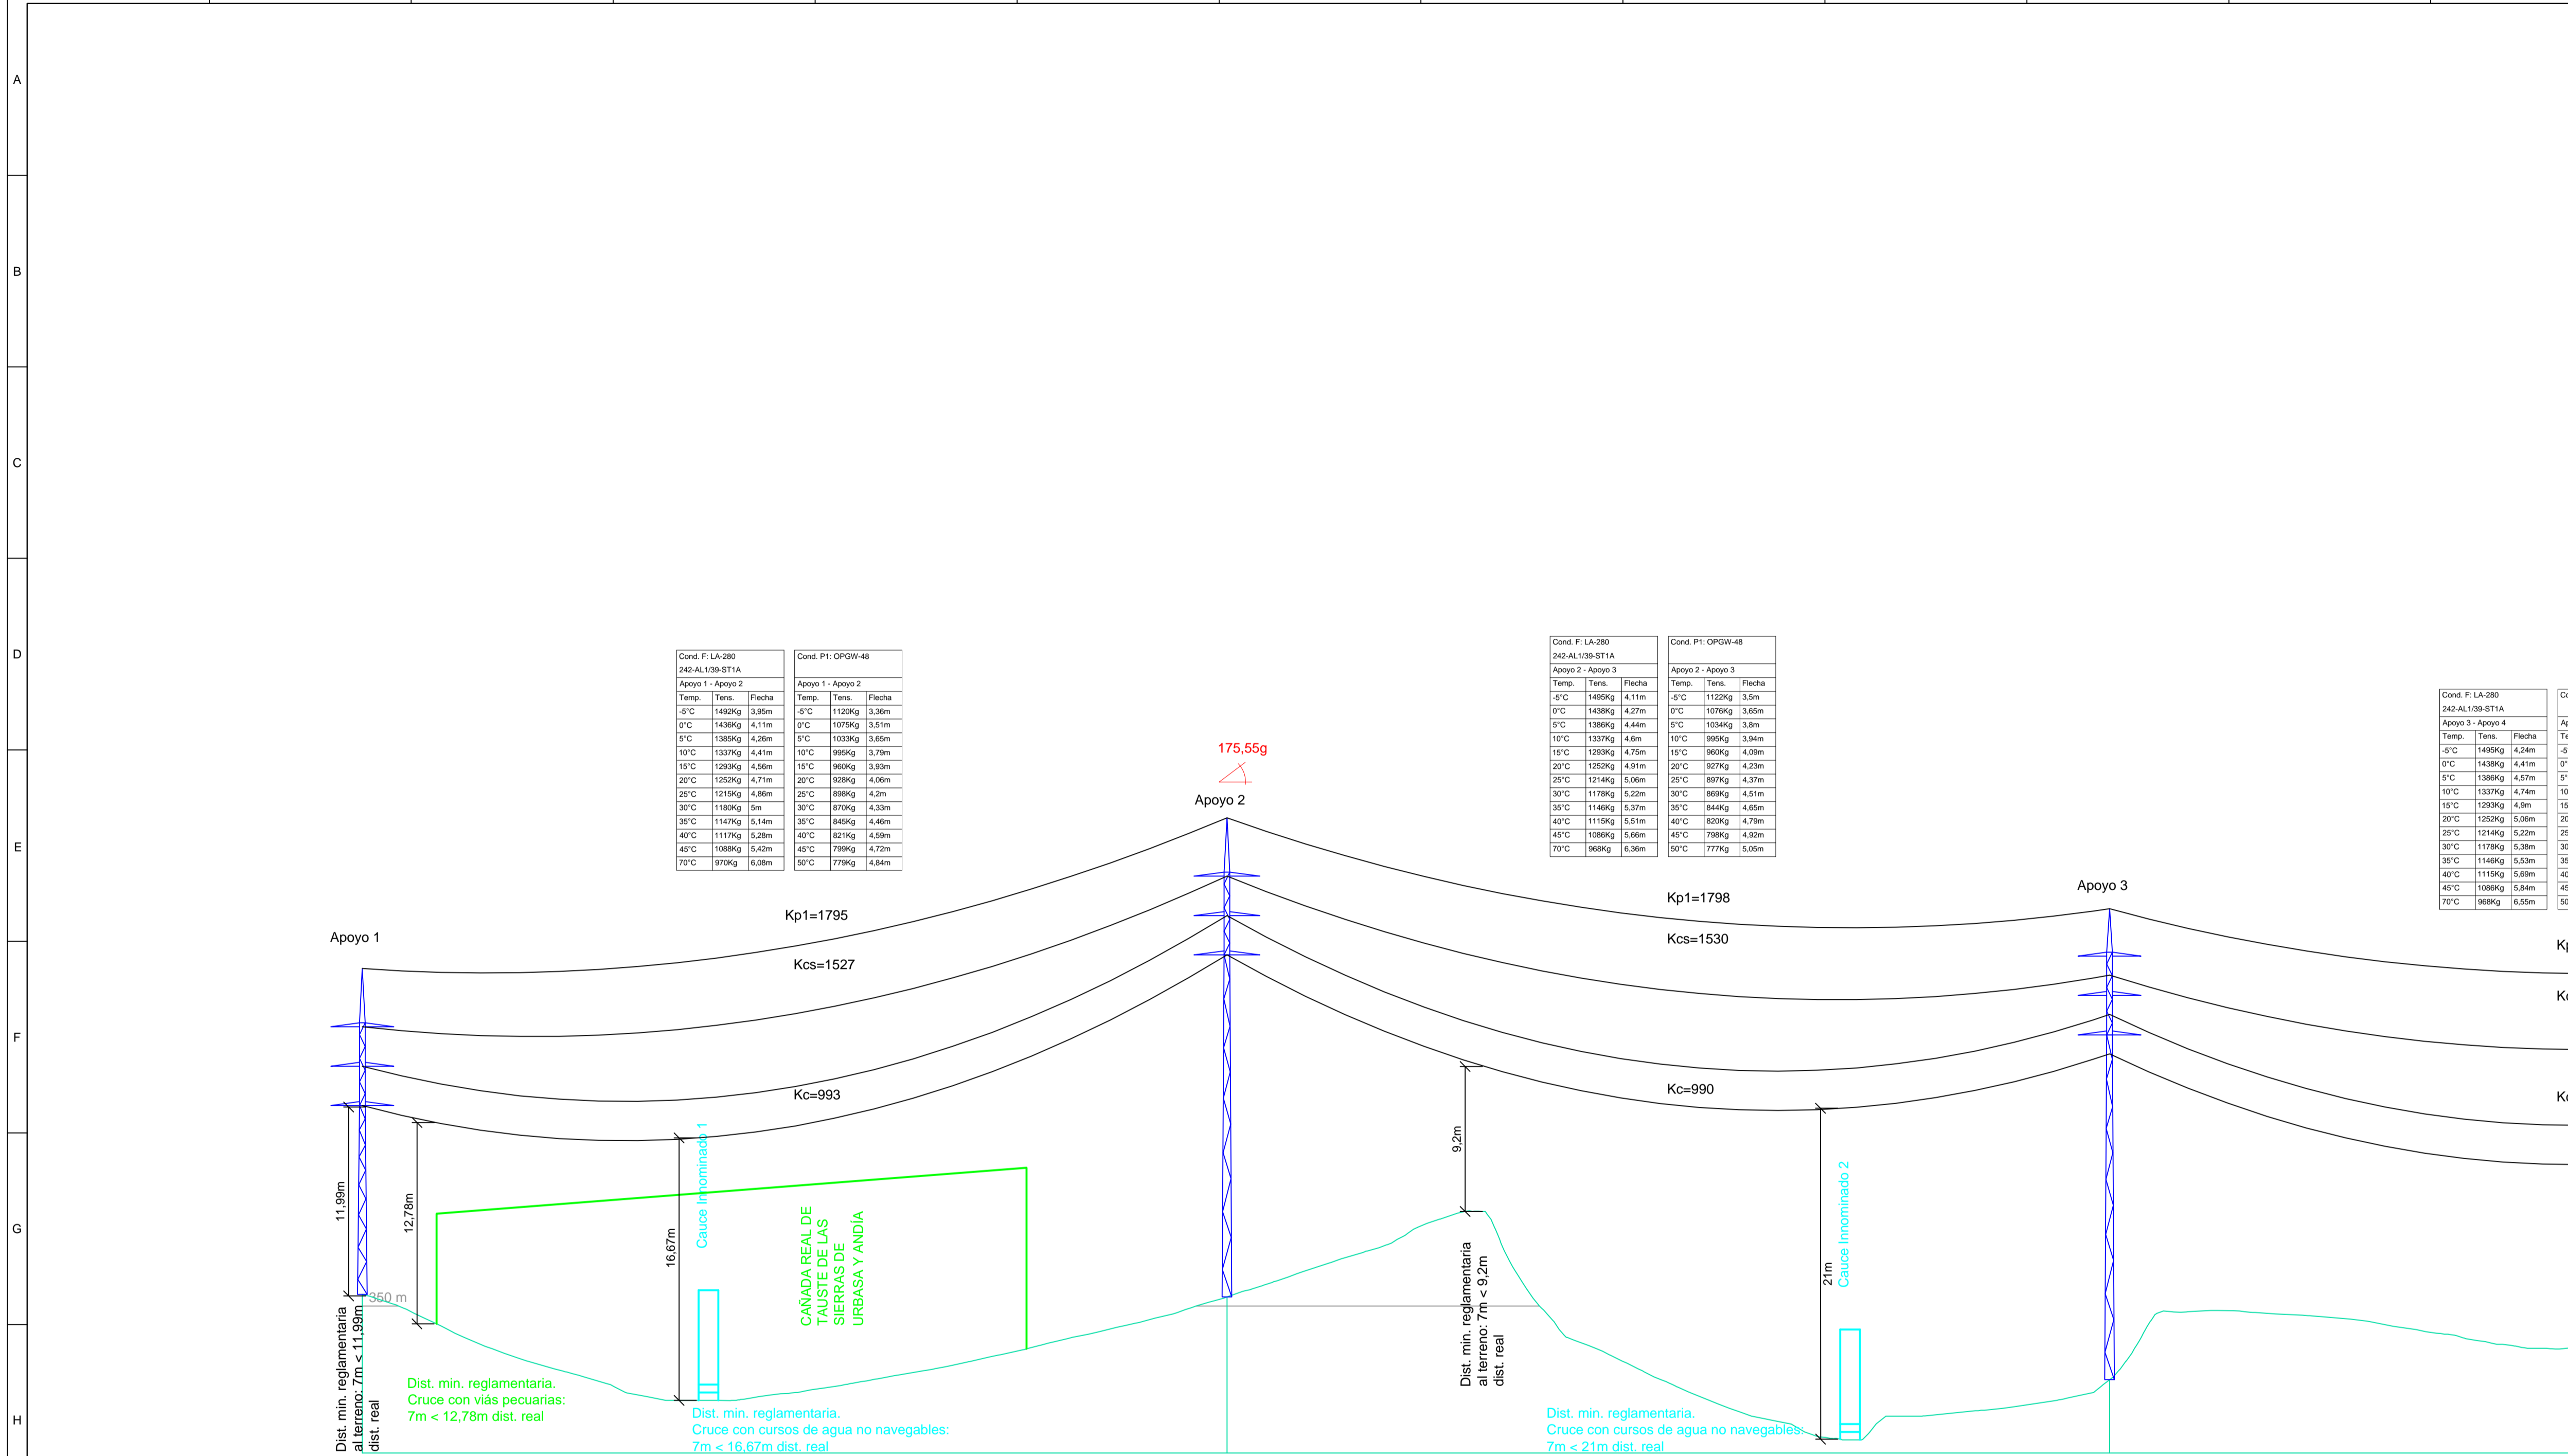 A
B
C
D
E
F
G
H
Cond. F: LA-280
242-AL1/39-ST1A
Apoyo 1 - Apoyo 2
Temp. Tens. Flecha
-5°C 1492Kg 3,95m
0°C 1436Kg 4,11m
5°C 1385Kg 4,26m
10°C 1337Kg 4,41m
15°C 1293Kg 4,56m
20°C 1252Kg 4,71m
25°C 1215Kg 4,86m
30°C 1180Kg 5m
35°C 1147Kg 5,14m
40°C 1117Kg 5,28m
45°C 1088Kg 5,42m
70°C 970Kg 6,08m
Cond. P1: OPGW-48
Apoyo 1 - Apoyo 2
Temp. Tens. Flecha
-5°C 1120Kg 3,36m
0°C 1075Kg 3,51m
5°C 1033Kg 3,65m
10°C 995Kg 3,79m
15°C 960Kg 3,93m
20°C 928Kg 4,06m
25°C 898Kg 4,2m
30°C 870Kg 4,33m
35°C 845Kg 4,46m
40°C 821Kg 4,59m
45°C 799Kg 4,72m
50°C 779Kg 4,84m
Cond. F: LA-280
242-AL1/39-ST1A
Apoyo 2 - Apoyo 3
Temp. Tens. Flecha
-5°C 1495Kg 4,11m
0°C 1438Kg 4,27m
5°C 1386Kg 4,44m
10°C 1337Kg 4,6m
15°C 1293Kg 4,75m
20°C 1252Kg 4,91m
25°C 1214Kg 5,06m
30°C 1178Kg 5,22m
35°C 1146Kg 5,37m
40°C 1115Kg 5,51m
45°C 1086Kg 5,66m
70°C 968Kg 6,36m
Cond. P1: OPGW-48
Apoyo 2 - Apoyo 3
Temp. Tens. Flecha
-5°C 1122Kg 3,5m
0°C 1076Kg 3,65m
5°C 1034Kg 3,8m
10°C 995Kg 3,94m
15°C 960Kg 4,09m
20°C 927Kg 4,23m
25°C 897Kg 4,37m
30°C 869Kg 4,51m
35°C 844Kg 4,65m
40°C 820Kg 4,79m
45°C 798Kg 4,92m
50°C 777Kg 5,05m
Cond. F: LA-280
242-AL1/39-ST1A
Apoyo 3 - Apoyo 4
Temp. Tens. Flecha
-5°C 1495Kg 4,24m
0°C 1438Kg 4,41m
5°C 1386Kg 4,57m
10°C 1337Kg 4,74m
15°C 1293Kg 4,9m
20°C 1252Kg 5,06m
25°C 1214Kg 5,22m
30°C 1178Kg 5,38m
35°C 1146Kg 5,53m
40°C 1115Kg 5,69m
45°C 1086Kg 5,84m
70°C 968Kg 6,55m
175,55g
Apoyo 2
Apoyo 3
Apoyo 1
Kp1=1795
Kcs=1527
Kc=993
Kp1=1798
Kcs=1530
Kc=990
11,99m
12,78m
16,67m
9,2m
21m
350 m
Cauce Innominado 1
CAÑADA REAL DE
TAUSTE DE LAS
SIERRAS DE
URBASA Y ANDÍA
Cauce Innominado 2
Dist. min. reglamentaria
al terreno: 7m < 11,99m
dist. real
Dist. min. reglamentaria.
Cruce con viás pecuarias:
7m < 12,78m dist. real
Dist. min. reglamentaria.
Cruce con cursos de agua no navegables:
7m < 16,67m dist. real
Dist. min. reglamentaria
al terreno: 7m < 9,2m
dist. real
Dist. min. reglamentaria.
Cruce con cursos de agua no navegables:
7m < 21m dist. real